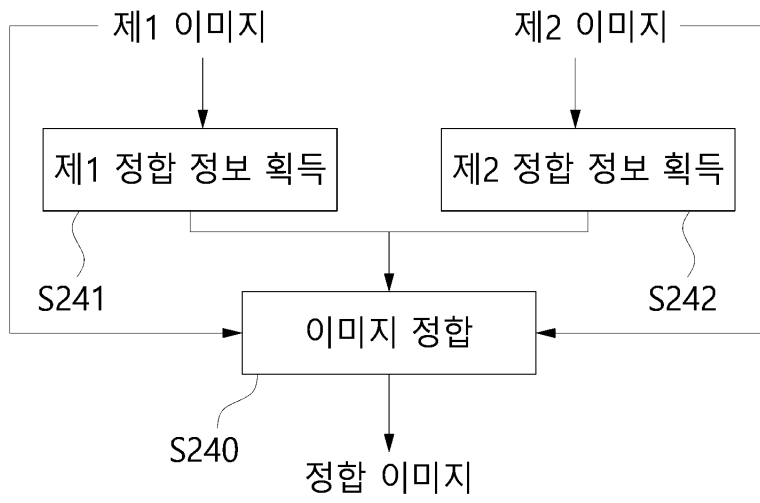 제1 이미지
제2 이미지
제1 정합 정보 획득
제2 정합 정보 획득
S241
S242
이미지 정합
S240
정합 이미지